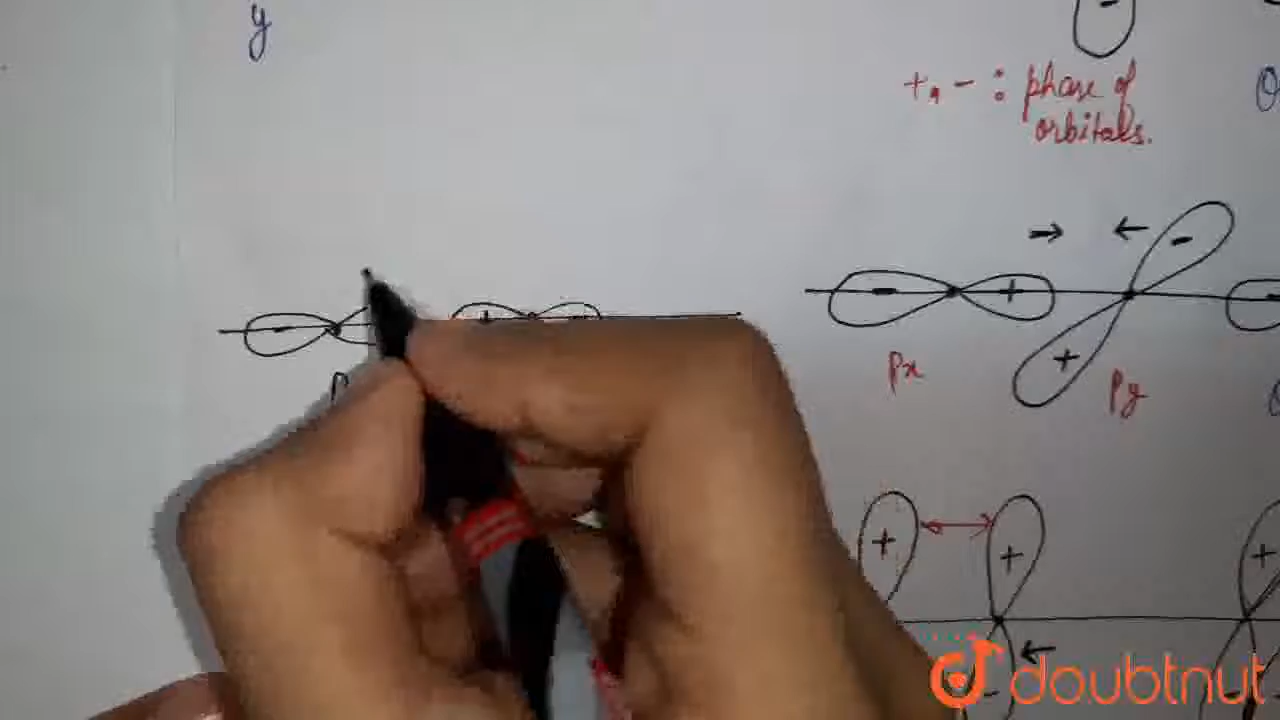 y
-
+, - : phase of
orbitals.
→ ←
-
- +
- +
+
Px Py
+ + +
←
-
doubtnut